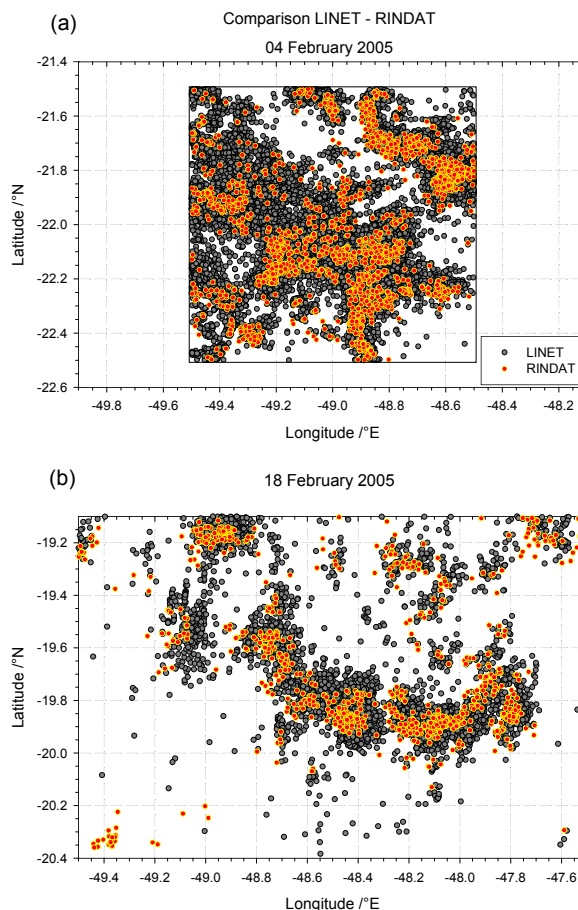 Comparison LINET - RINDAT
(a)
04 February 2005
-21.4
-21.6
-21.8
-22.0
-22.2
-22.4
-22.6
Latitude /°N
-49.8 -49.6 -49.4 -49.2 -49.0 -48.8 -48.6 -48.4 -48.2
Longitude /°E
LINET
RINDAT
(b)
18 February 2005
-19.2
-19.4
-19.6
-19.8
-20.0
-20.2
-20.4
Latitude /°N
-49.4 -49.2 -49.0 -48.8 -48.6 -48.4 -48.2 -48.0 -47.8 -47.6
Longitude /°E